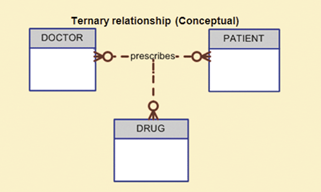 Ternary relationship (Conceptual)
DOCTOR
PATIENT
prescribes
DRUG